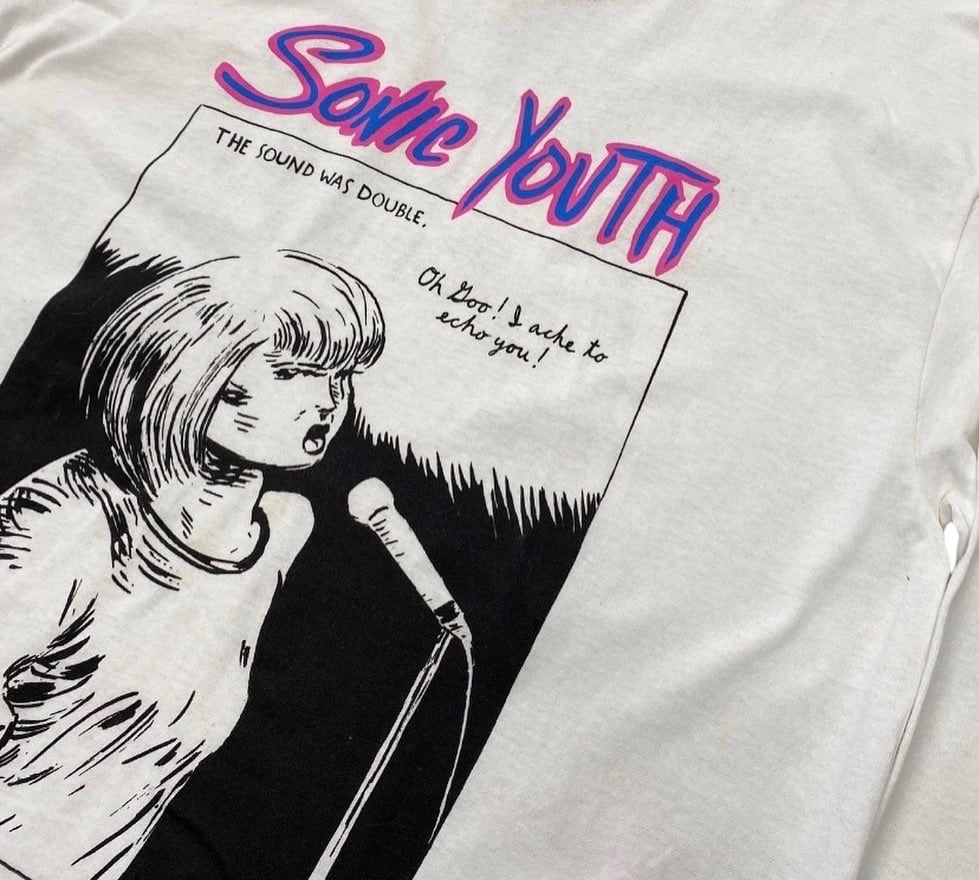 SONIC YOUTH
THE SOUND WAS DOUBLE.
Oh Goo! I ache to
echo you!